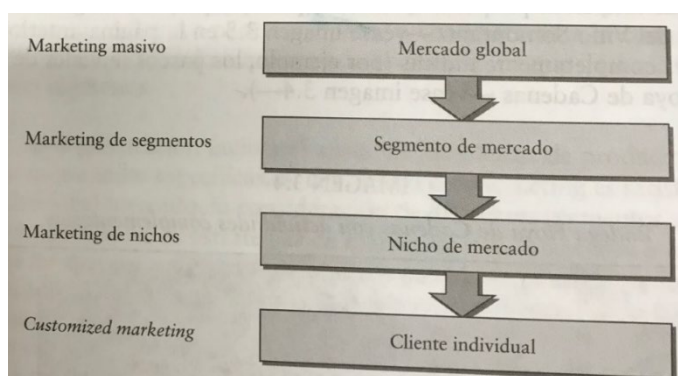 Marketing masivo
Mercado global
Marketing de segmentos
Segmento de mercado
Marketing de nichos
Nicho de mercado
Customized marketing
Cliente individual